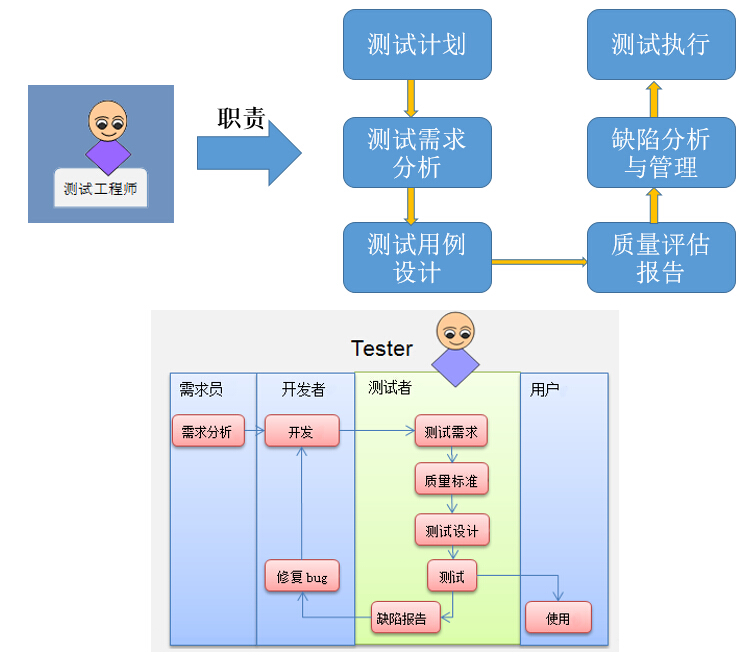 职责
测试工程师
测试计划
测试需求
分析
测试用例
设计
测试执行
缺陷分析
与管理
质量评估
报告
Tester
需求员
开发者
测试者
用户
需求分析
开发
测试需求
质量标准
测试设计
修复 bug
测试
缺陷报告
使用